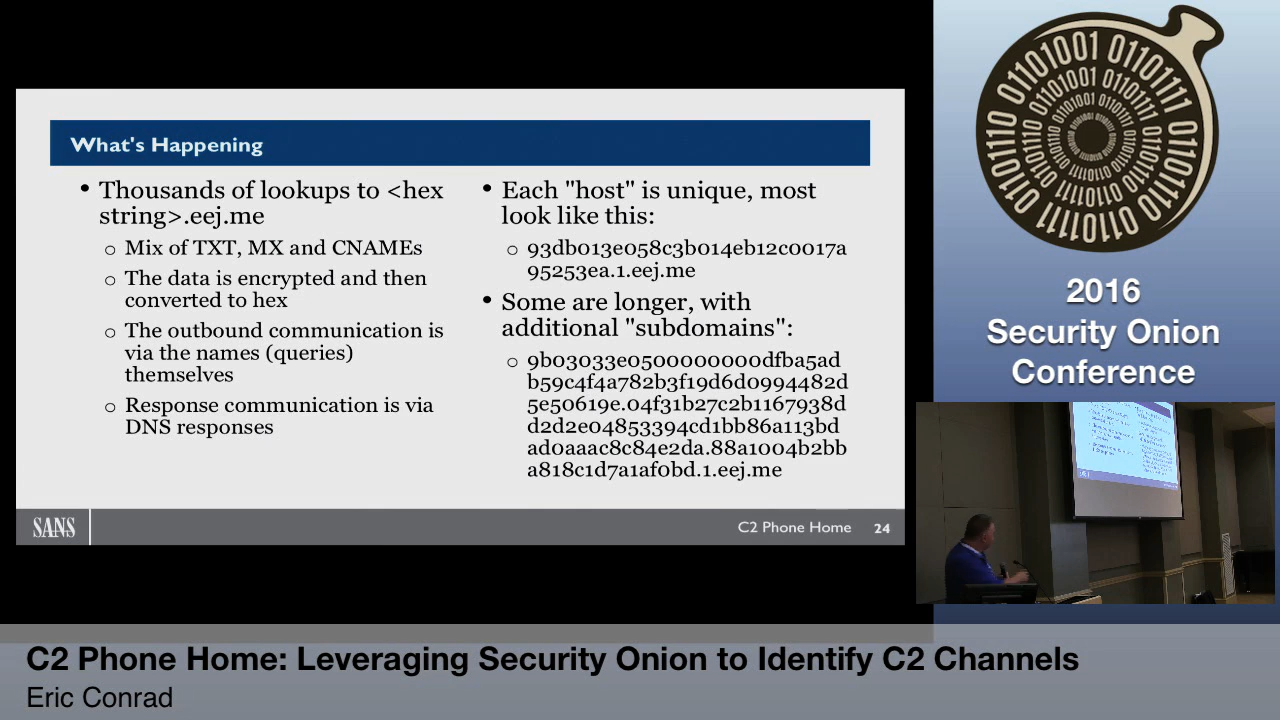 What's Happening
• Thousands of lookups to <hex
string>.eej.me
o Mix of TXT, MX and CNAMEs
o The data is encrypted and then
converted to hex
o The outbound communication is
via the names (queries)
themselves
o Response communication is via
DNS responses
• Each "host" is unique, most
look like this:
o 93db013e058c3b014eb12c0017a
95253ea.1.eej.me
• Some are longer, with
additional "subdomains":
o 9b03033e0500000000dfba5ad
b59c4f4a782b3f19d6d0994482d
5e50619e.04f31b27c2b1167938d
d2d2e04853394cd1bb86a113bd
ad0aaac8c84e2da.88a1004b2bb
a818c1d7a1af0bd.1.eej.me
SANS
C2 Phone Home 24
2016
Security Onion
Conference
C2 Phone Home: Leveraging Security Onion to Identify C2 Channels
Eric Conrad